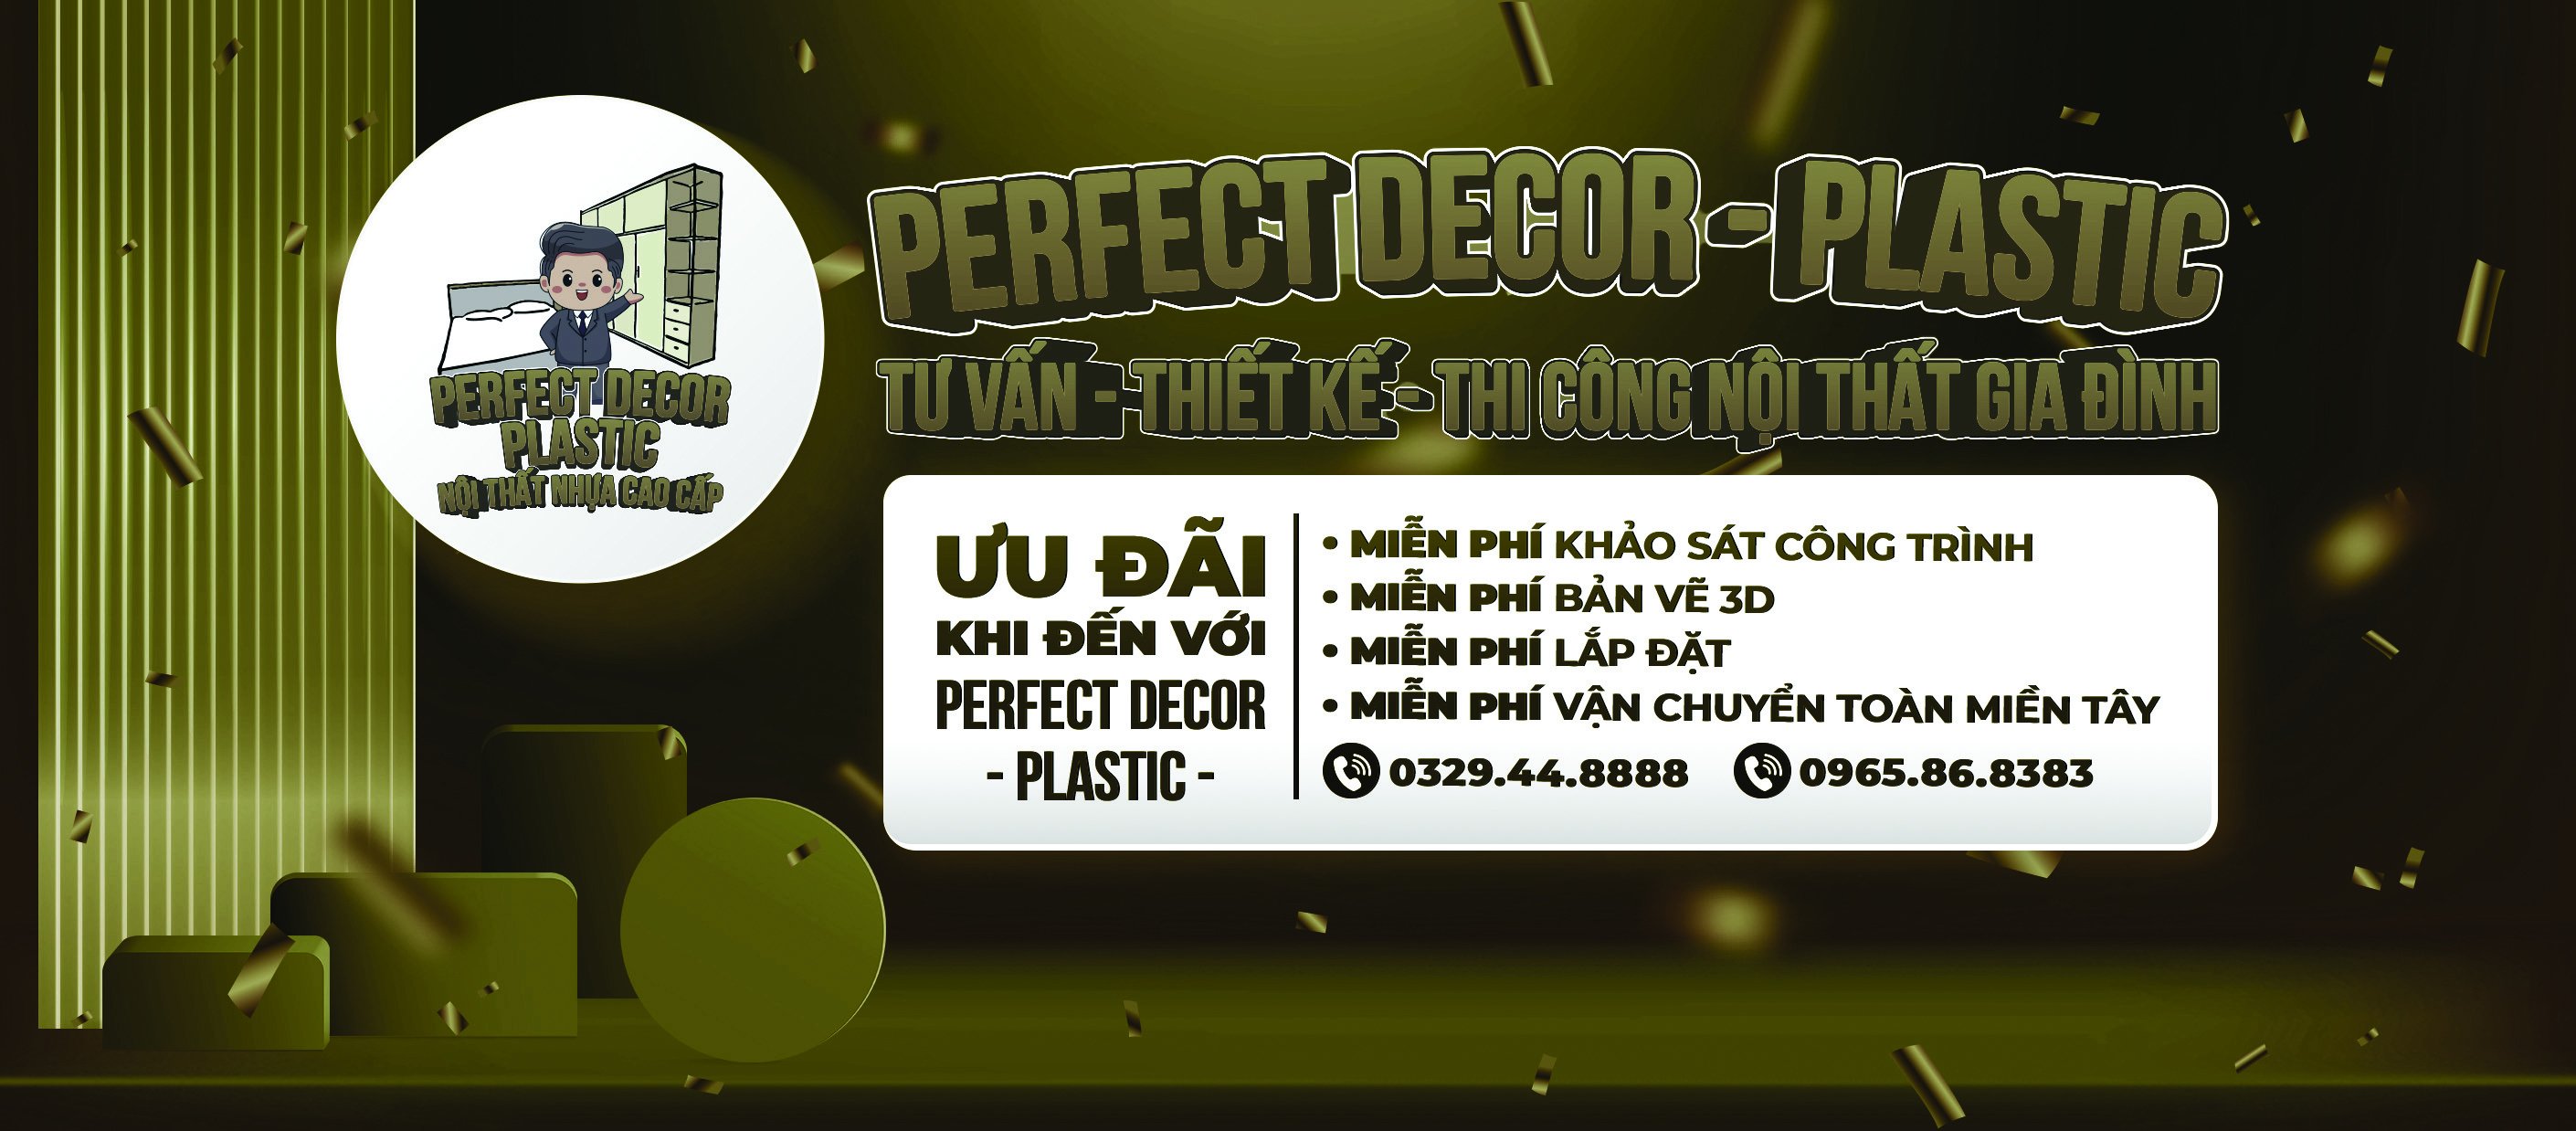 PERFECT DECOR
PLASTIC
NỘI THẤT NHỰA CAO CẤP
PERFECT DECOR - PLASTIC
TƯ VẤN - THIẾT KẾ - THI CÔNG NỘI THẤT GIA ĐÌNH
ƯU ĐÃI
KHI ĐẾN VỚI
PERFECT DECOR
- PLASTIC -
• MIỄN PHÍ KHẢO SÁT CÔNG TRÌNH
• MIỄN PHÍ BẢN VẼ 3D
• MIỄN PHÍ LẮP ĐẶT
• MIỄN PHÍ VẬN CHUYỂN TOÀN MIỀN TÂY
0329.44.8888 0965.86.8383